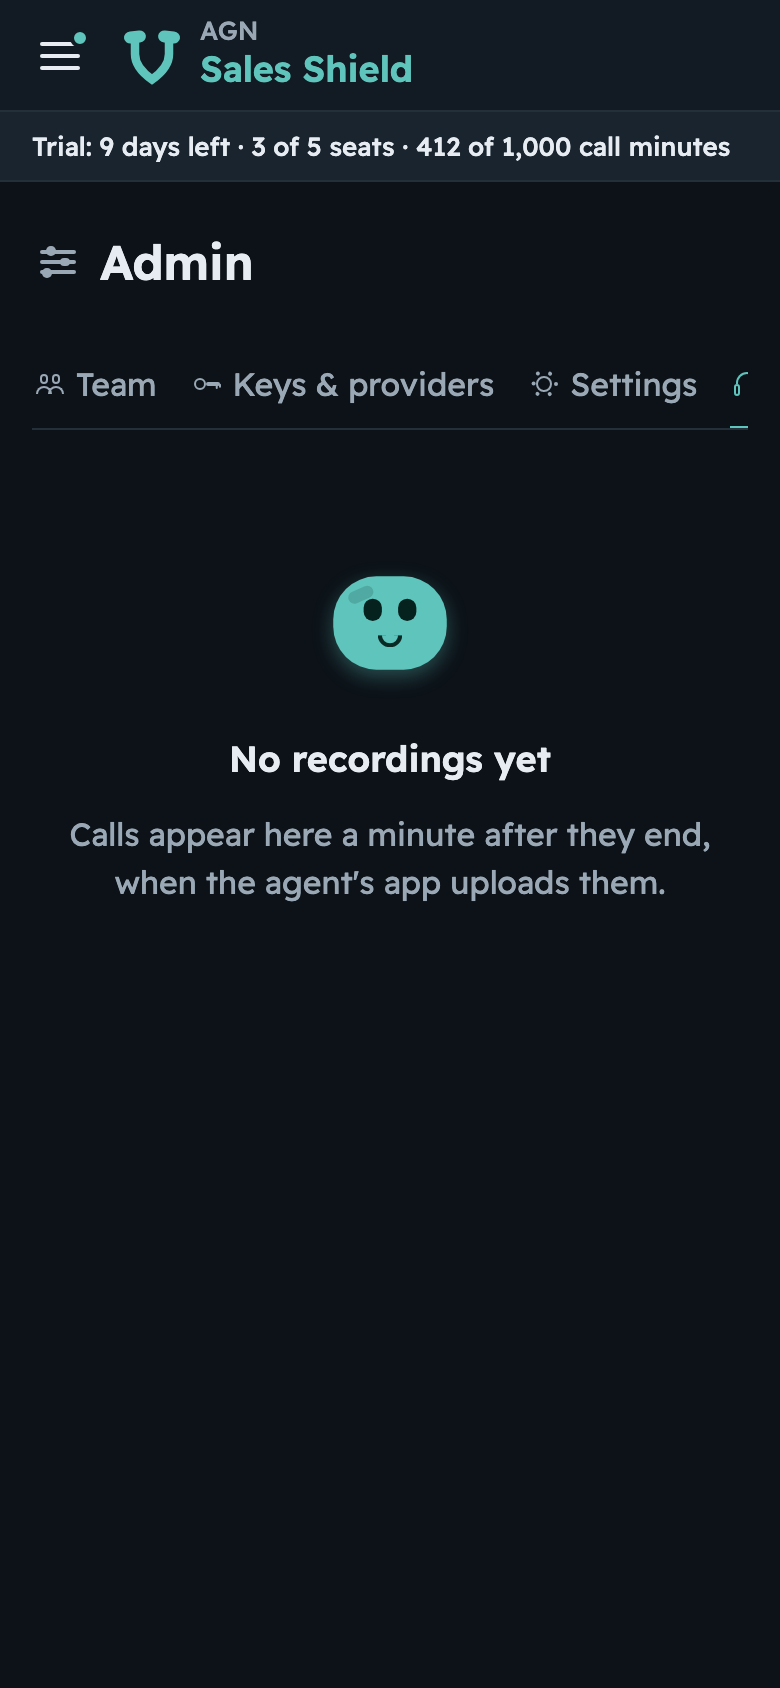 AGN
Sales Shield
Trial: 9 days left · 3 of 5 seats · 412 of 1,000 call minutes
Admin
Team
Keys & providers
Settings
No recordings yet
Calls appear here a minute after they end,
when the agent's app uploads them.